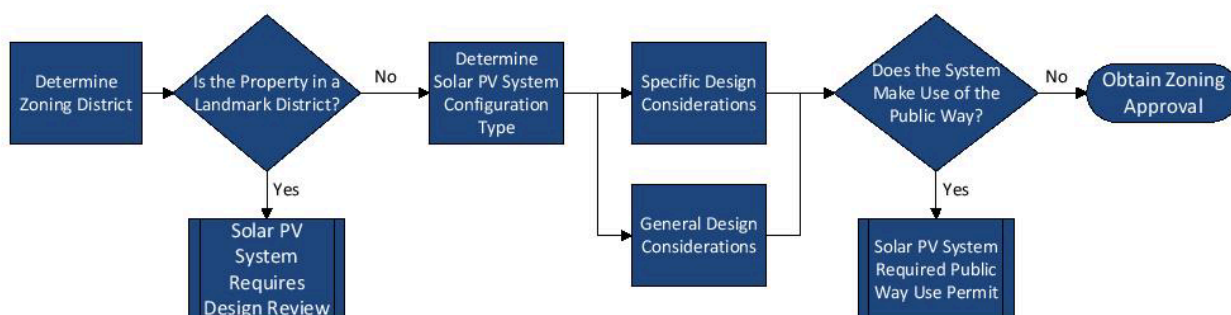 Determine
Zoning District
Is the Property in a
Landmark District?
No
Yes
Solar PV
System
Requires
Design Review
Determine
Solar PV System
Configuration
Type
Specific Design
Considerations
General Design
Considerations
Does the System
Make Use of the
Public Way?
No
Yes
Solar PV System
Required Public
Way Use Permit
Obtain Zoning
Approval